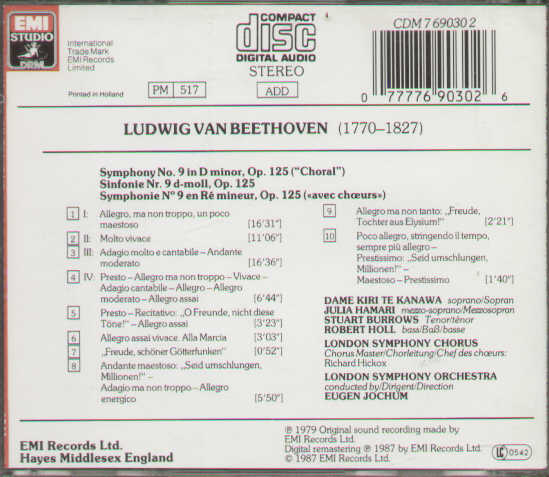 EMI
STUDIO
DRM
International
Trade Mark
EMI Records
Limited
Printed in Holland
PM 517
COMPACT
disc
DIGITAL AUDIO
STEREO
ADD
CDM 7 69030 2
0 77776 90302 6
LUDWIG VAN BEETHOVEN (1770–1827)
Symphony No. 9 in D minor, Op. 125 ("Choral")
Sinfonie Nr. 9 d-moll, Op. 125
Symphonie Nº 9 en Ré mineur, Op. 125 («avec chœurs»)
1 I: Allegro, ma non troppo, un poco
maestoso [16'31"]
2 II: Molto vivace [11'06"]
3 III: Adagio molto e cantabile – Andante
moderato [16'36"]
4 IV: Presto – Allegro ma non troppo – Vivace –
Adagio cantabile – Allegro – Allegro
moderato – Allegro assai [6'44"]
5 Presto – Recitativo: „O Freunde, nicht diese
Töne!" – Allegro assai [3'23"]
6 Allegro assai vivace. Alla Marcia [3'03"]
7 „Freude, schöner Götterfunken" [0'52"]
8 Andante maestoso: „Seid umschlungen,
Millionen!" –
Adagio ma non troppo – Allegro
energico [5'50"]
9 Allegro ma non tanto: „Freude,
Tochter aus Elysium!" [2'21"]
10 Poco allegro, stringendo il tempo,
sempre più allegro –
Prestissimo: „Seid umschlungen,
Millionen!" –
Maestoso – Prestissimo [1'40"]
DAME KIRI TE KANAWA soprano/Sopran
JULIA HAMARI mezzo-soprano/Mezzosopran
STUART BURROWS Tenor/ténor
ROBERT HOLL bass/Baß/basse
LONDON SYMPHONY CHORUS
Chorus Master/Chorleitung/Chef des chœurs:
Richard Hickox
LONDON SYMPHONY ORCHESTRA
conducted by/Dirigent/Direction
EUGEN JOCHUM
EMI Records Ltd.
Hayes Middlesex England
℗ 1979 Original sound recording made by
EMI Records Ltd.
Digital remastering ℗ 1987 by EMI Records Ltd.
© 1987 EMI Records Ltd.
LC 0542